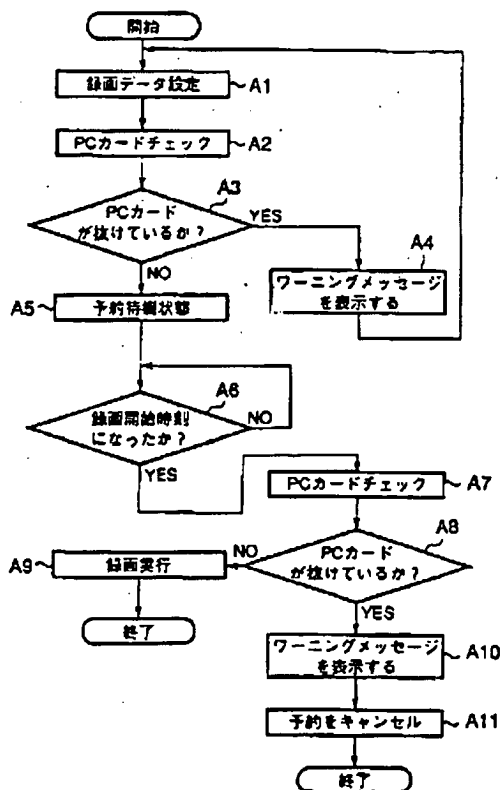 開始
録画データ設定
A1
PCカードチェック
A2
A3
PCカード
が抜けているか?
YES
A4
ワーニングメッセージ
を表示する
NO
A5
予約待機状態
A6
録画開始時刻
になったか?
NO
YES
PCカードチェック
A7
A8
PCカード
が抜けているか?
NO
A9
録画実行
終了
YES
ワーニングメッセージ
を表示する
A10
予約をキャンセル
A11
終了